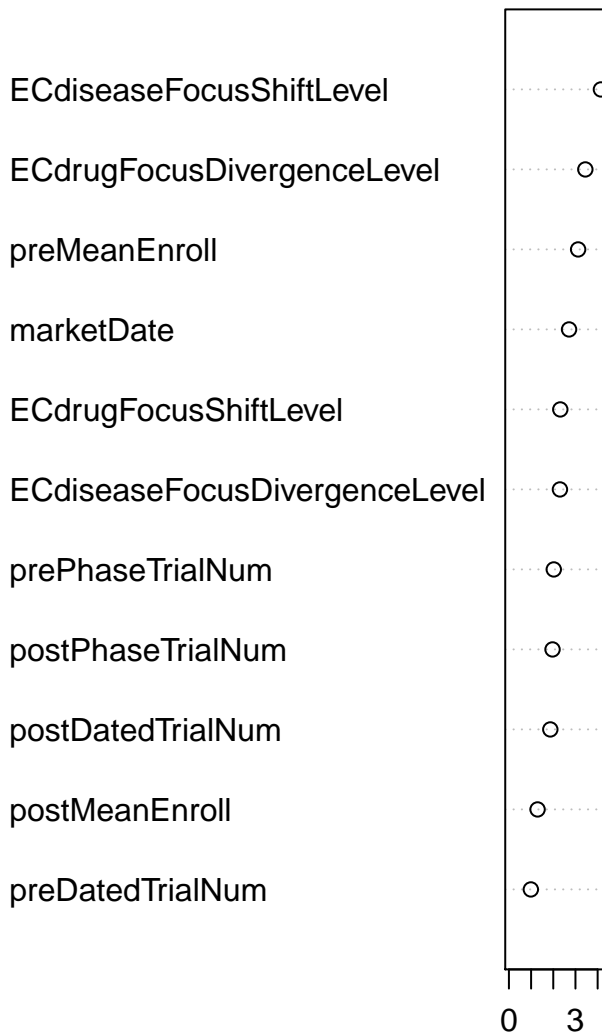 ECdiseaseFocusShiftLevel
ECdrugFocusDivergenceLevel
preMeanEnroll
marketDate
ECdrugFocusShiftLevel
ECdiseaseFocusDivergenceLevel
prePhaseTrialNum
postPhaseTrialNum
postDatedTrialNum
postMeanEnroll
preDatedTrialNum
0 3